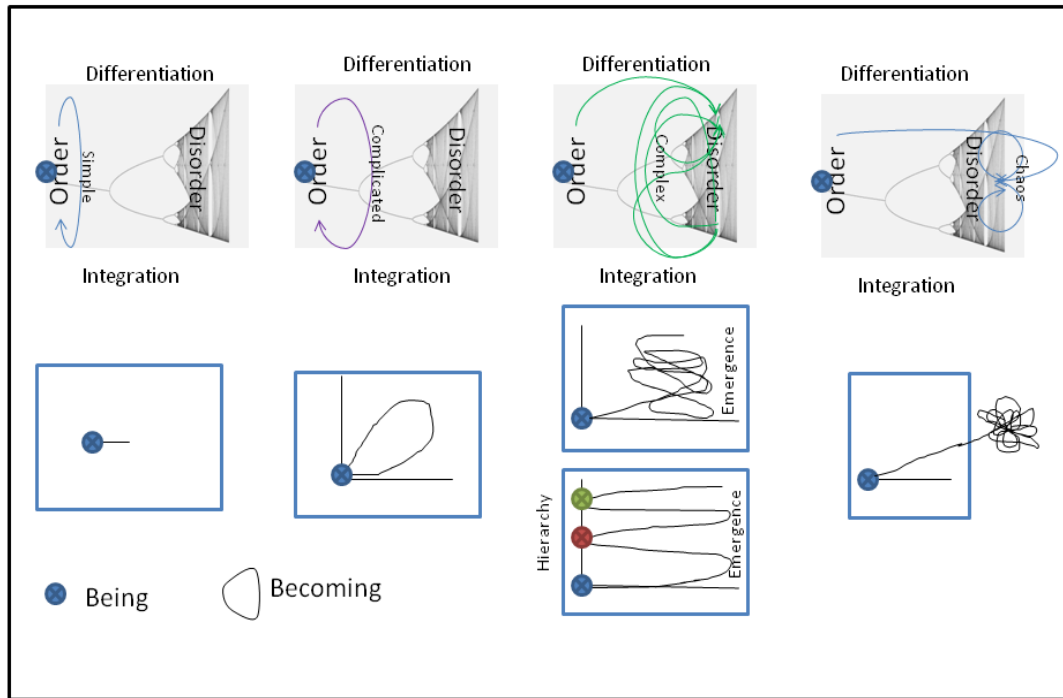 Differentiation
Order
Simple
Disorder
Integration
Differentiation
Order
Complicated
Disorder
Integration
Differentiation
Order
Complex
Disorder
Integration
Differentiation
Order
Disorder
Chaos
Integration
Emergence
Hierarchy
Emergence
Being
Becoming